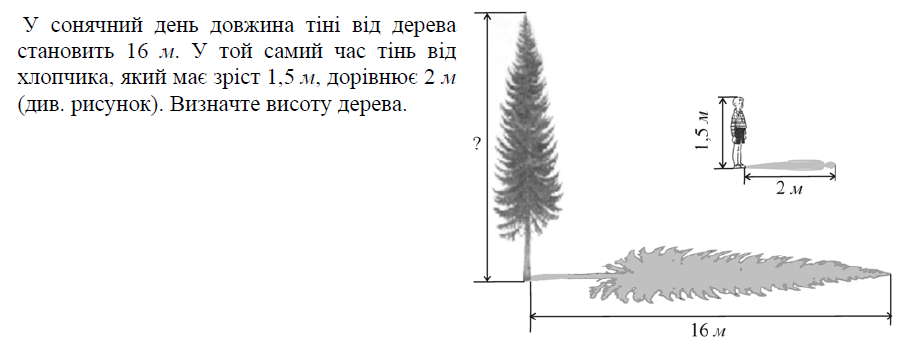 У сонячний день довжина тіні від дерева
становить 16 м. У той самий час тінь від
хлопчика, який має зріст 1,5 м, дорівнює 2 м
(див. рисунок). Визначте висоту дерева.
?
1,5 м
2 м
16 м